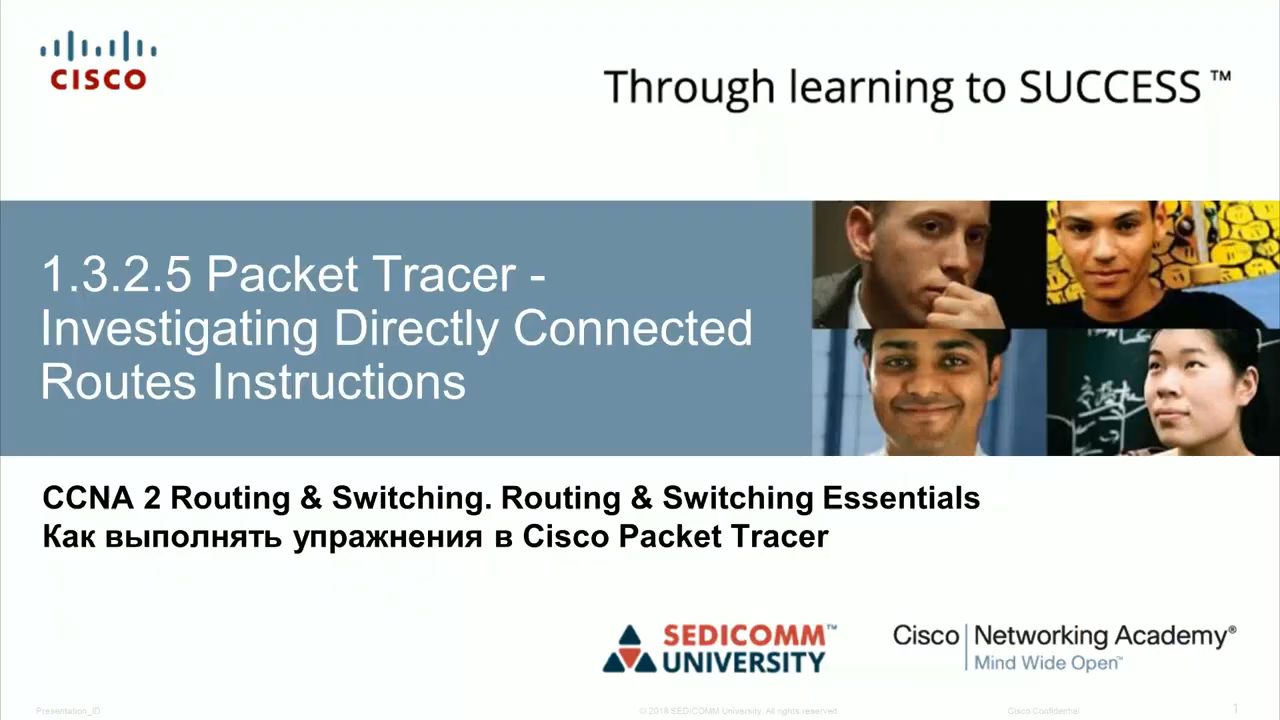 CISCO
Through learning to SUCCESS™
1.3.2.5 Packet Tracer -
Investigating Directly Connected
Routes Instructions
CCNA 2 Routing & Switching. Routing & Switching Essentials
Как выполнять упражнения в Cisco Packet Tracer
SEDICOMM™
UNIVERSITY
Cisco Networking Academy®
Mind Wide Open™
Presentation_ID
© 2018 SEDICOMM University. All rights reserved.
Cisco Confidential
1